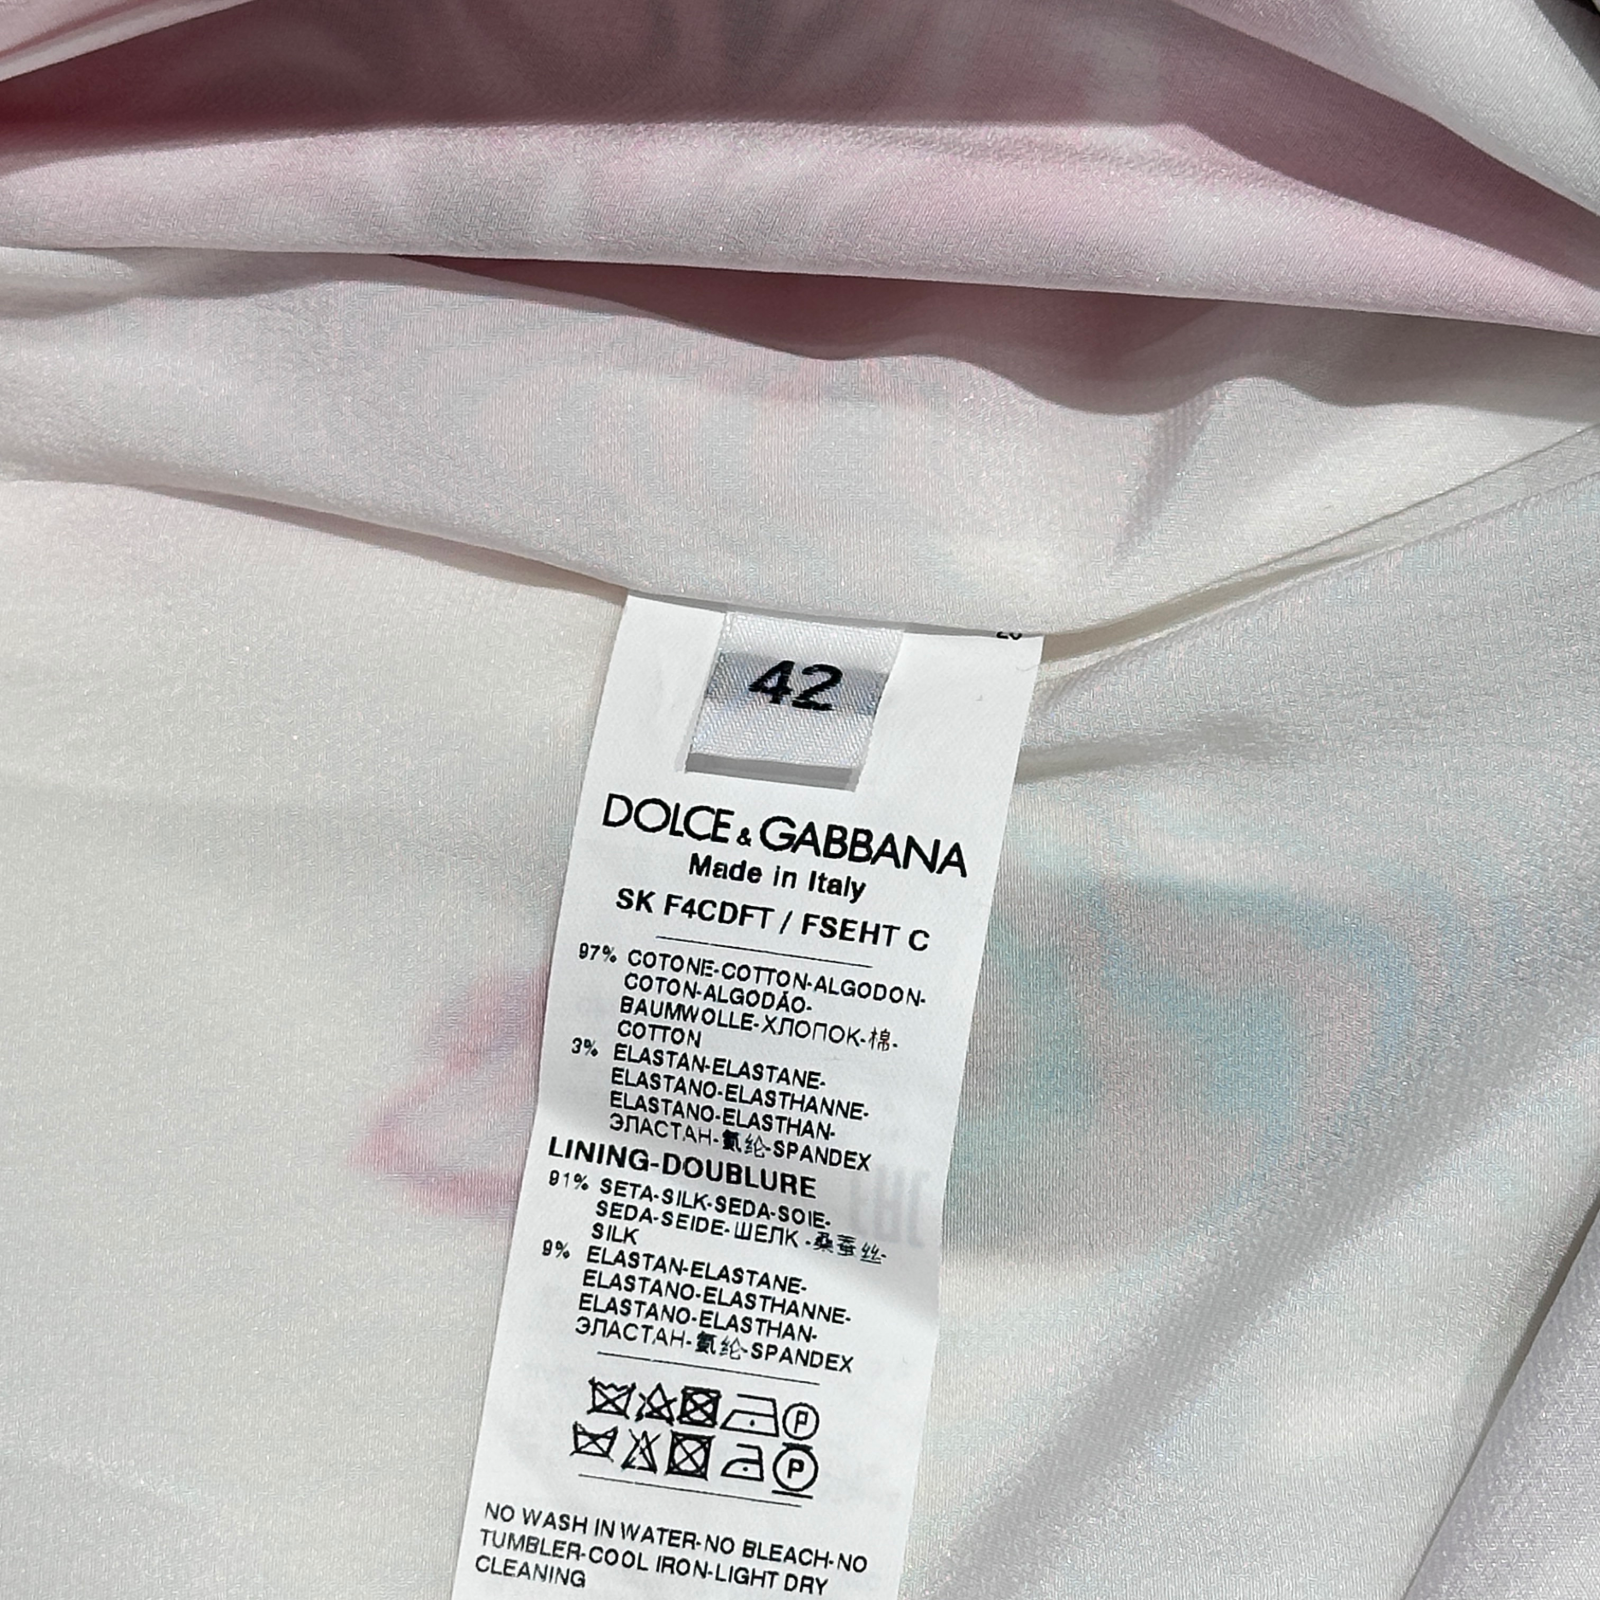 42
DOLCE & GABBANA
Made in Italy
SK F4CDFT / FSEHT C
97% COTONE-COTTON-ALGODON-
COTON-ALGODÃO-
BAUMWOLLE-ХЛОПОК-棉-
COTTON
3% ELASTAN-ELASTANE-
ELASTANO-ELASTHANNE-
ELASTANO-ELASTHAN-
ЭЛАСТАН-氨纶-SPANDEX
LINING-DOUBLURE
91% SETA-SILK-SEDA-SOIE-
SEDA-SEIDE-ШЕЛК-桑蚕丝-
SILK
9% ELASTAN-ELASTANE-
ELASTANO-ELASTHANNE-
ELASTANO-ELASTHAN-
ЭЛАСТАН-氨纶-SPANDEX
P
P
NO WASH IN WATER-NO BLEACH-NO
TUMBLER-COOL IRON-LIGHT DRY
CLEANING